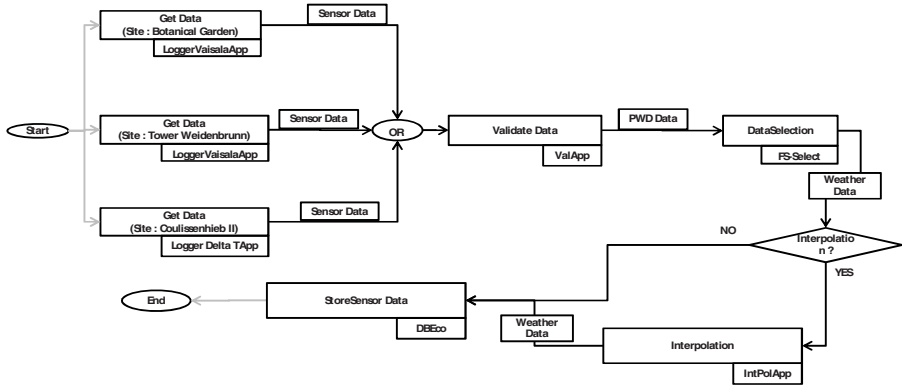 Get Data
(Site : Botanical Garden)
LoggerVaisalaApp
Sensor Data
Start
Get Data
(Site : Tower Weidenbrunn)
LoggerVaisalaApp
Sensor Data
OR
Validate Data
ValApp
PWD Data
DataSelection
FS-Select
Weather
Data
Get Data
(Site : Coulissenhieb II)
Logger Delta TApp
Sensor Data
NO
Interpolatio
n ?
YES
End
StoreSensor Data
DBEco
Weather
Data
Interpolation
IntPolApp